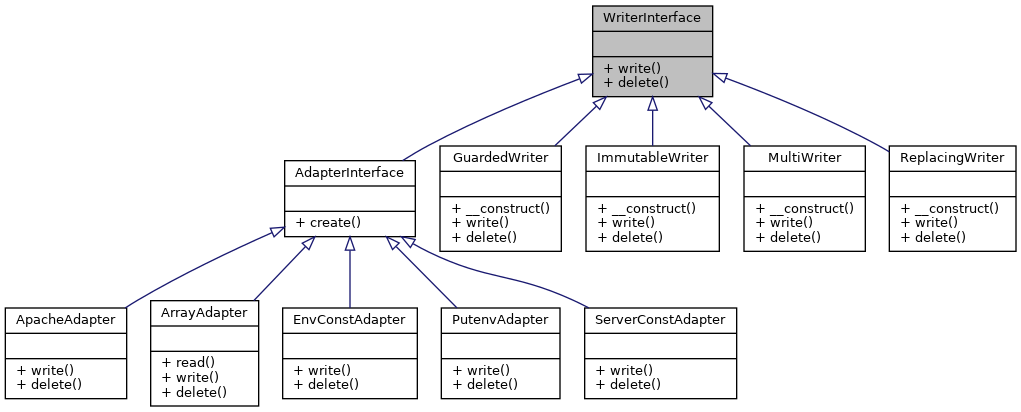 WriterInterface
+ write()
+ delete()
AdapterInterface
+ create()
GuardedWriter
+ __construct()
+ write()
+ delete()
ImmutableWriter
+ __construct()
+ write()
+ delete()
MultiWriter
+ __construct()
+ write()
+ delete()
ReplacingWriter
+ __construct()
+ write()
+ delete()
ApacheAdapter
+ write()
+ delete()
ArrayAdapter
+ read()
+ write()
+ delete()
EnvConstAdapter
+ write()
+ delete()
PutenvAdapter
+ write()
+ delete()
ServerConstAdapter
+ write()
+ delete()